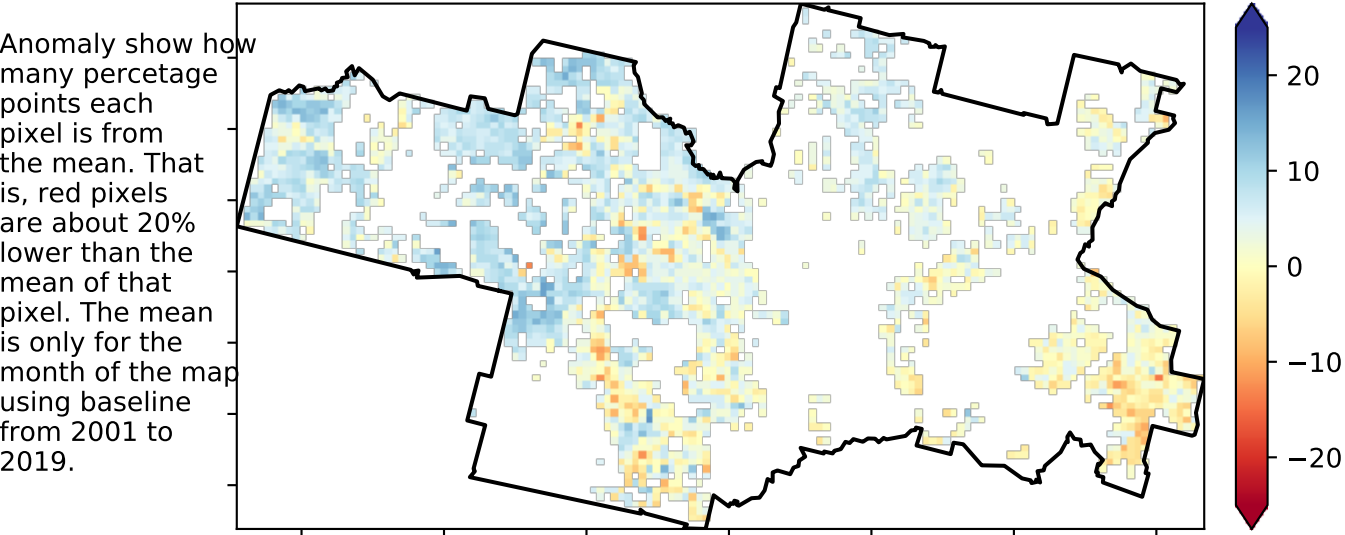 Anomaly show how
many percetage
points each
pixel is from
the mean. That
is, red pixels
are about 20%
lower than the
mean of that
pixel. The mean
is only for the
month of the map
using baseline
from 2001 to
2019.
20
10
0
−10
−20